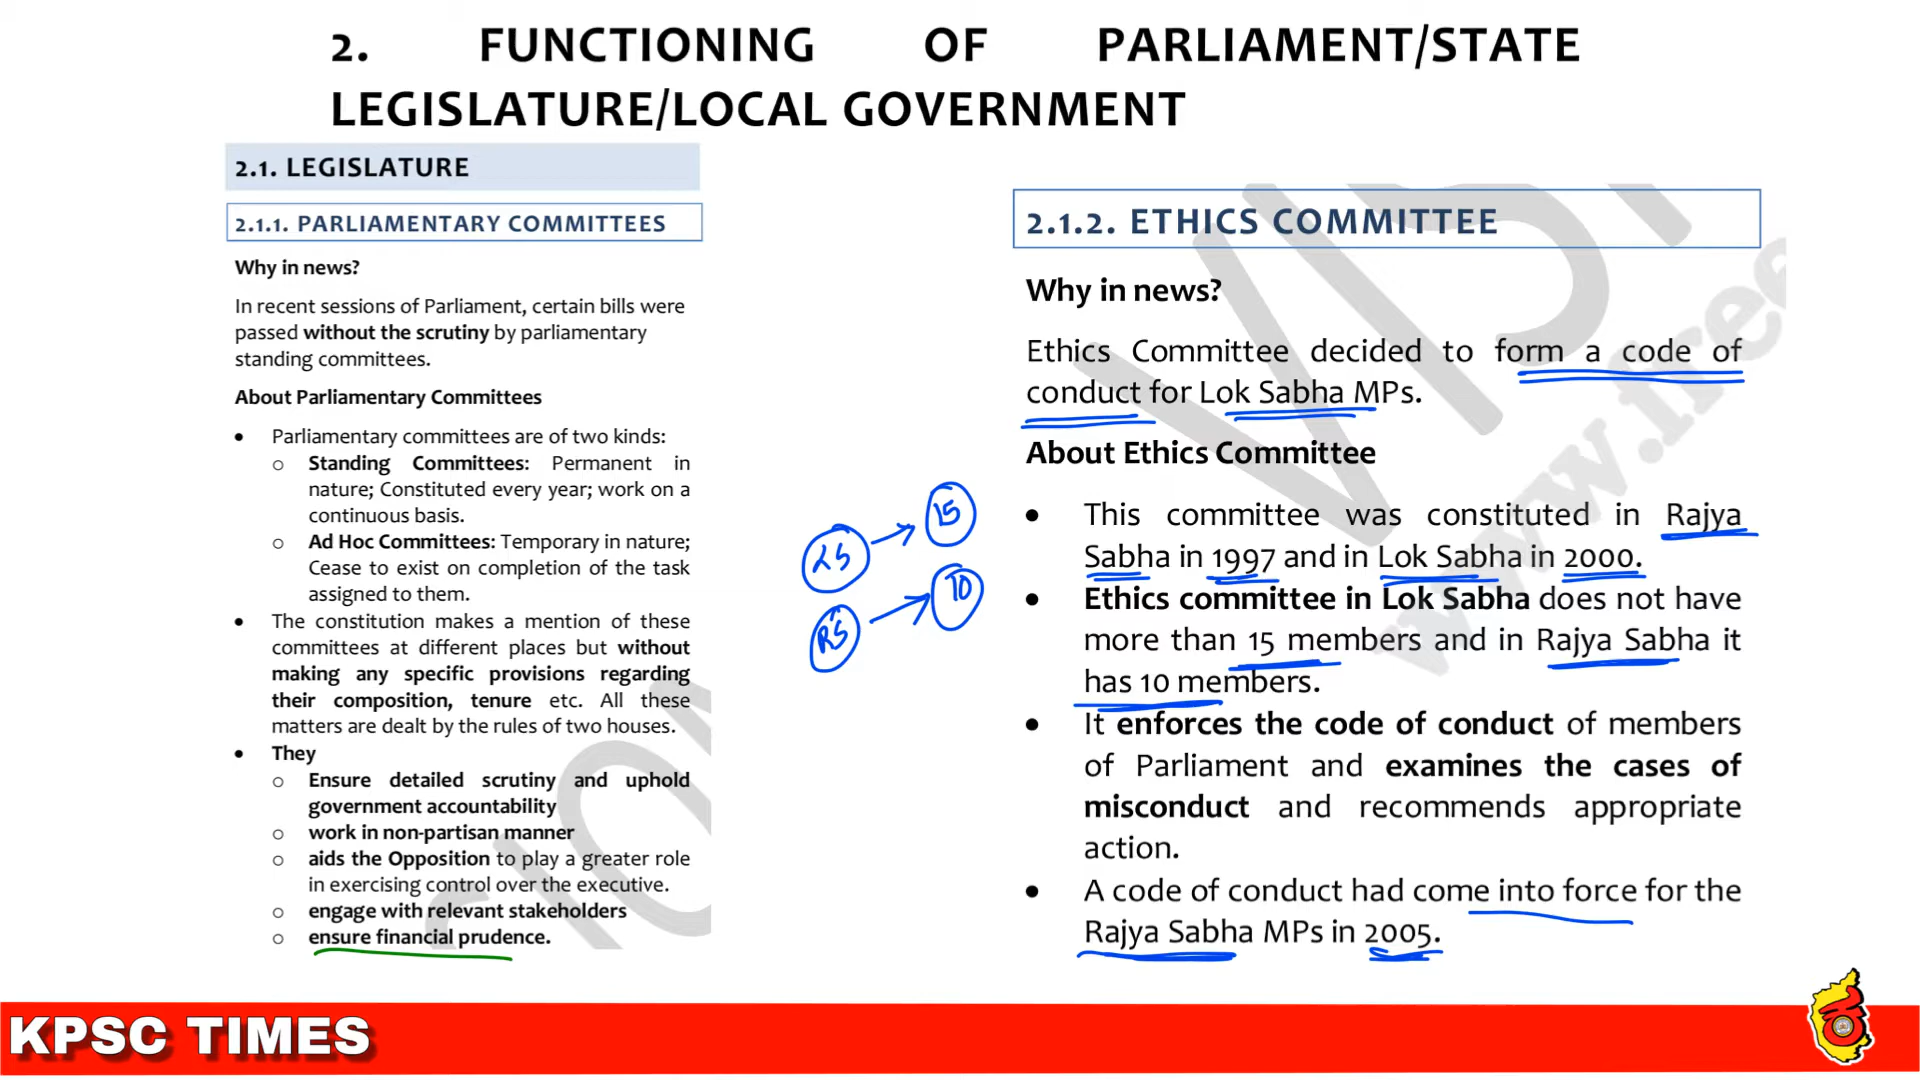 2. FUNCTIONING OF PARLIAMENT/STATE
LEGISLATURE/LOCAL GOVERNMENT
2.1. LEGISLATURE
2.1.1. PARLIAMENTARY COMMITTEES
Why in news?
In recent sessions of Parliament, certain bills were
passed without the scrutiny by parliamentary
standing committees.
About Parliamentary Committees
• Parliamentary committees are of two kinds:
o Standing Committees: Permanent in
nature; Constituted every year; work on a
continuous basis.
o Ad Hoc Committees: Temporary in nature;
Cease to exist on completion of the task
assigned to them.
• The constitution makes a mention of these
committees at different places but without
making any specific provisions regarding
their composition, tenure etc. All these
matters are dealt by the rules of two houses.
• They
o Ensure detailed scrutiny and uphold
government accountability
o work in non-partisan manner
o aids the Opposition to play a greater role
in exercising control over the executive.
o engage with relevant stakeholders
o ensure financial prudence.
LS → 15
RS → 10
2.1.2. ETHICS COMMITTEE
Why in news?
Ethics Committee decided to form a code of
conduct for Lok Sabha MPs.
About Ethics Committee
• This committee was constituted in Rajya
Sabha in 1997 and in Lok Sabha in 2000.
• Ethics committee in Lok Sabha does not have
more than 15 members and in Rajya Sabha it
has 10 members.
• It enforces the code of conduct of members
of Parliament and examines the cases of
misconduct and recommends appropriate
action.
• A code of conduct had come into force for the
Rajya Sabha MPs in 2005.
KPSC TIMES